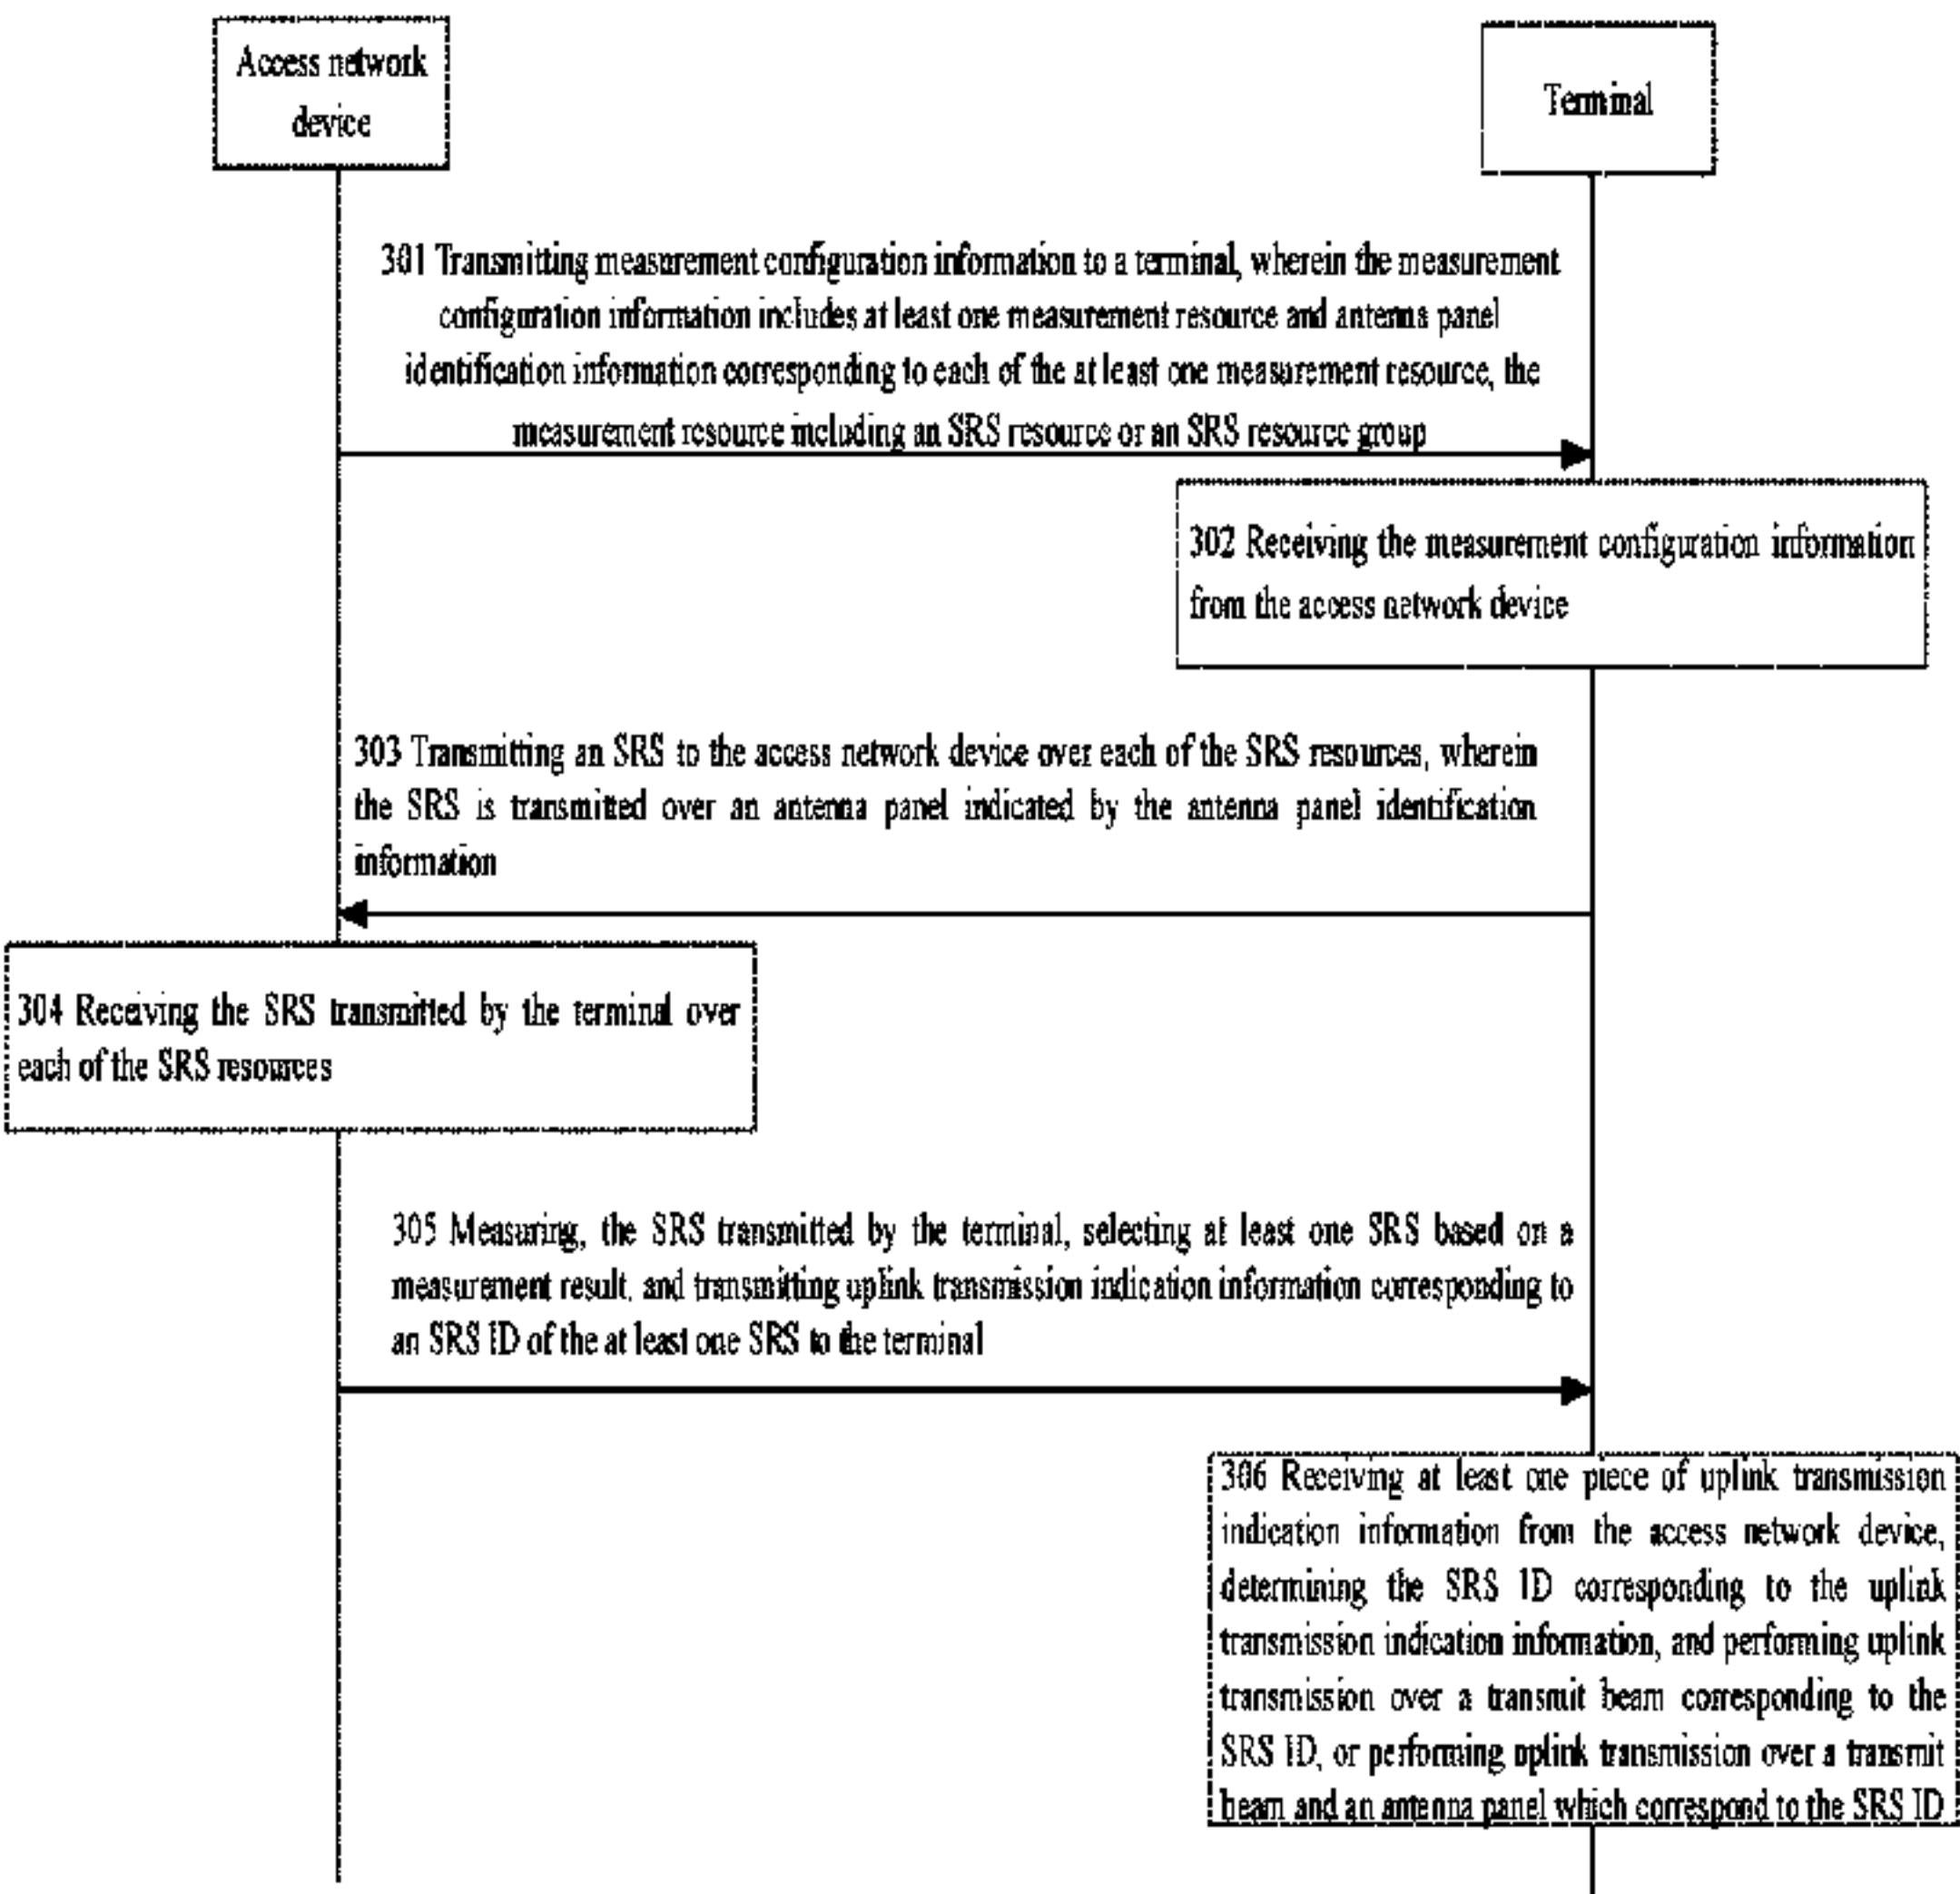 Access network
device
Terminal
301 Transmitting measurement configuration information to a terminal, wherein the measurement
configuration information includes at least one measurement resource and antenna panel
identification information corresponding to each of the at least one measurement resource, the
measurement resource including an SRS resource or an SRS resource group
302 Receiving the measurement configuration information
from the access network device
303 Transmitting an SRS to the access network device over each of the SRS resources, wherein
the SRS is transmitted over an antenna panel indicated by the antenna panel identification
information
304 Receiving the SRS transmitted by the terminal over
each of the SRS resources
305 Measuring, the SRS transmitted by the terminal, selecting at least one SRS based on a
measurement result, and transmitting uplink transmission indication information corresponding to
an SRS ID of the at least one SRS to the terminal
306 Receiving at least one piece of uplink transmission
indication information from the access network device,
determining the SRS ID corresponding to the uplink
transmission indication information, and performing uplink
transmission over a transmit beam corresponding to the
SRS ID, or performing uplink transmission over a transmit
beam and an antenna panel which correspond to the SRS ID